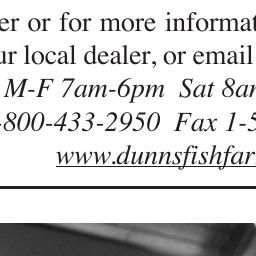 er or for more informat
ur local dealer, or email
M-F 7am-6pm Sat 8am
-800-433-2950 Fax 1-5
www.dunnsfishfar